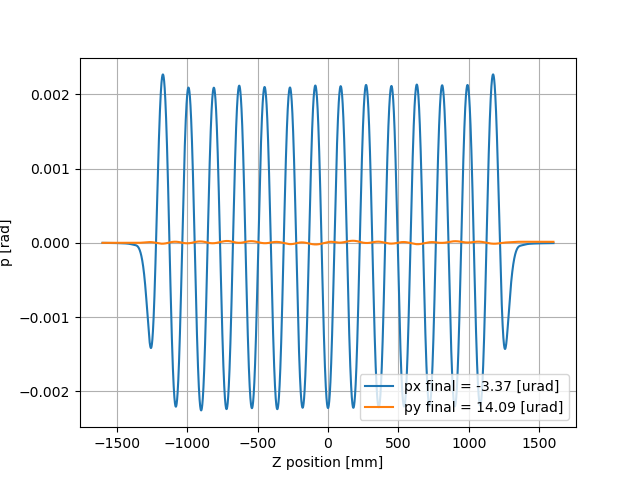 0.002
0.001
0.000
−0.001
−0.002
p [rad]
px final = -3.37 [urad]
py final = 14.09 [urad]
−1500 −1000 −500 0 500 1000 1500
Z position [mm]